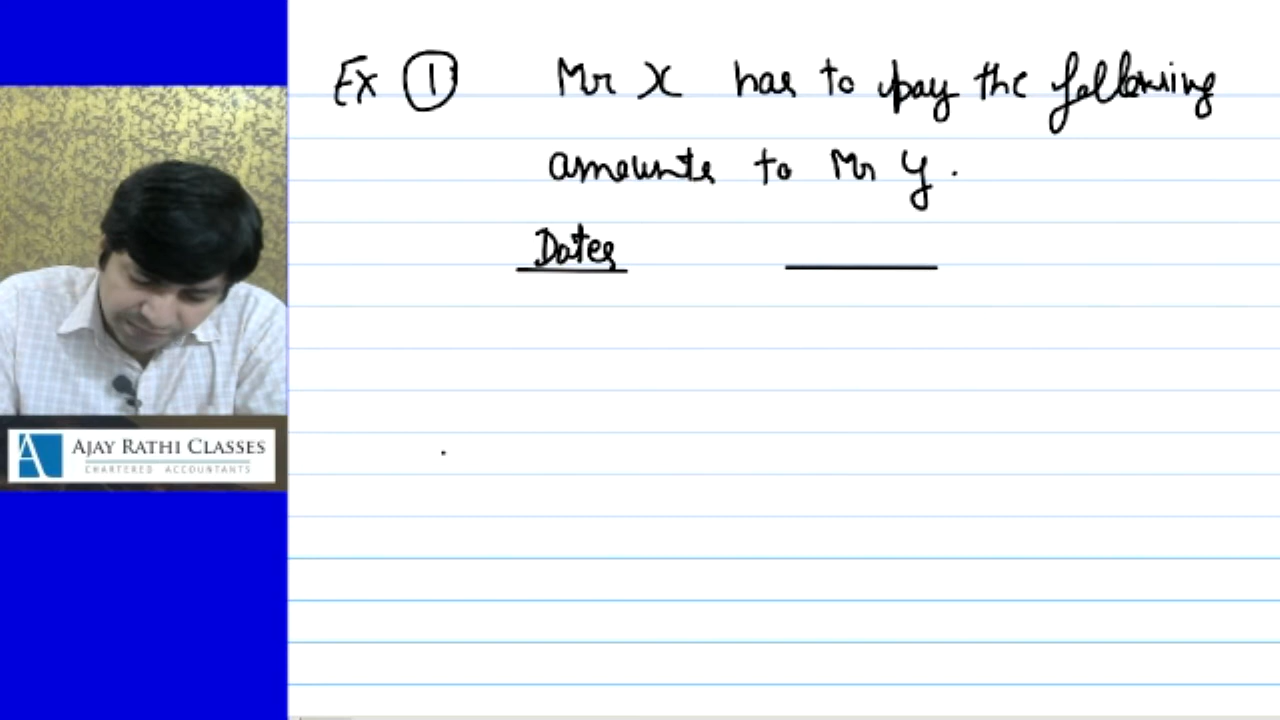 Ex 1 Mr X has to pay the following
amounts to Mr Y.
Dates
AJAY RATHI CLASSES
CHARTERED ACCOUNTANTS